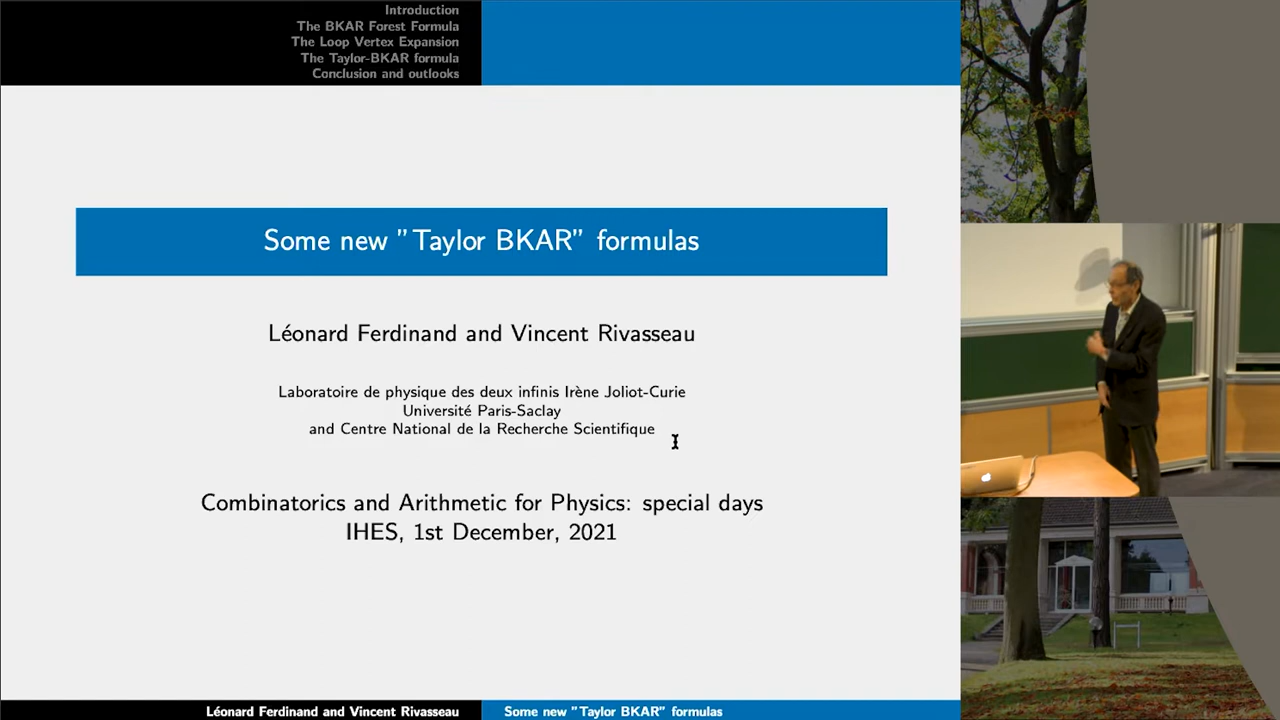 Introduction
The BKAR Forest Formula
The Loop Vertex Expansion
The Taylor-BKAR formula
Conclusion and outlooks
Some new "Taylor BKAR" formulas
Léonard Ferdinand and Vincent Rivasseau
Laboratoire de physique des deux infinis Irène Joliot-Curie
Université Paris-Saclay
and Centre National de la Recherche Scientifique
Combinatorics and Arithmetic for Physics: special days
IHES, 1st December, 2021
Léonard Ferdinand and Vincent Rivasseau
Some new "Taylor BKAR" formulas